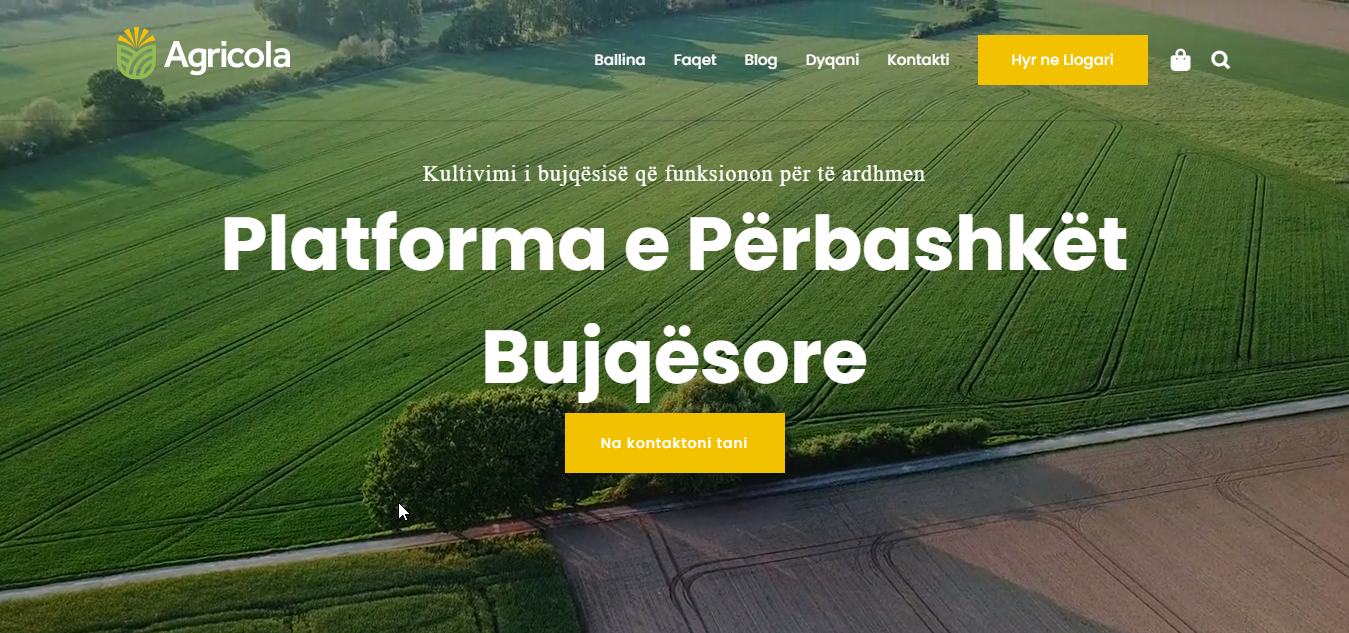 Agricola
Ballina Faqet Blog Dyqani Kontakti Hyr ne Llogari
Kultivimi i bujqësisë që funksionon për të ardhmen
Platforma e Përbashkët
Bujqësore
Na kontaktoni tani